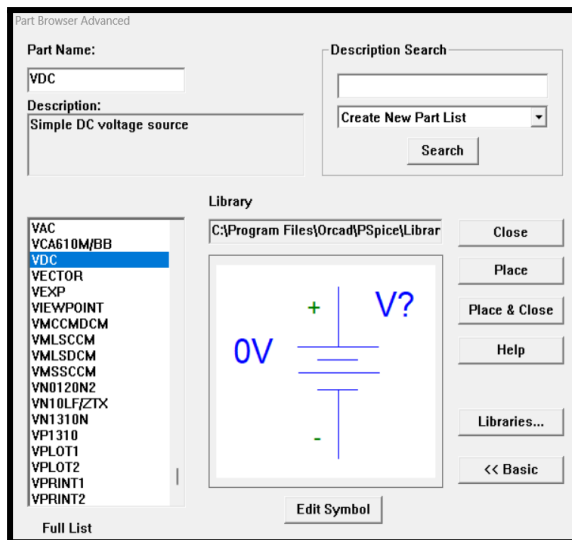 Part Browser Advanced
Part Name:
VDC
Description:
Simple DC voltage source
Description Search
Create New Part List
Search
Library
C:\Program Files\Orcad\PSpice\Librar
VAC
VCA610M/BB
VDC
VECTOR
VEXP
VIEWPOINT
VMCCMDCM
VMLSCCM
VMLSDCM
VMSSCCM
VN0120N2
VN10LF/ZTX
VN1310N
VP1310
VPLOT1
VPLOT2
VPRINT1
VPRINT2
Full List
+
V?
0V
-
Edit Symbol
Close
Place
Place & Close
Help
Libraries...
<< Basic